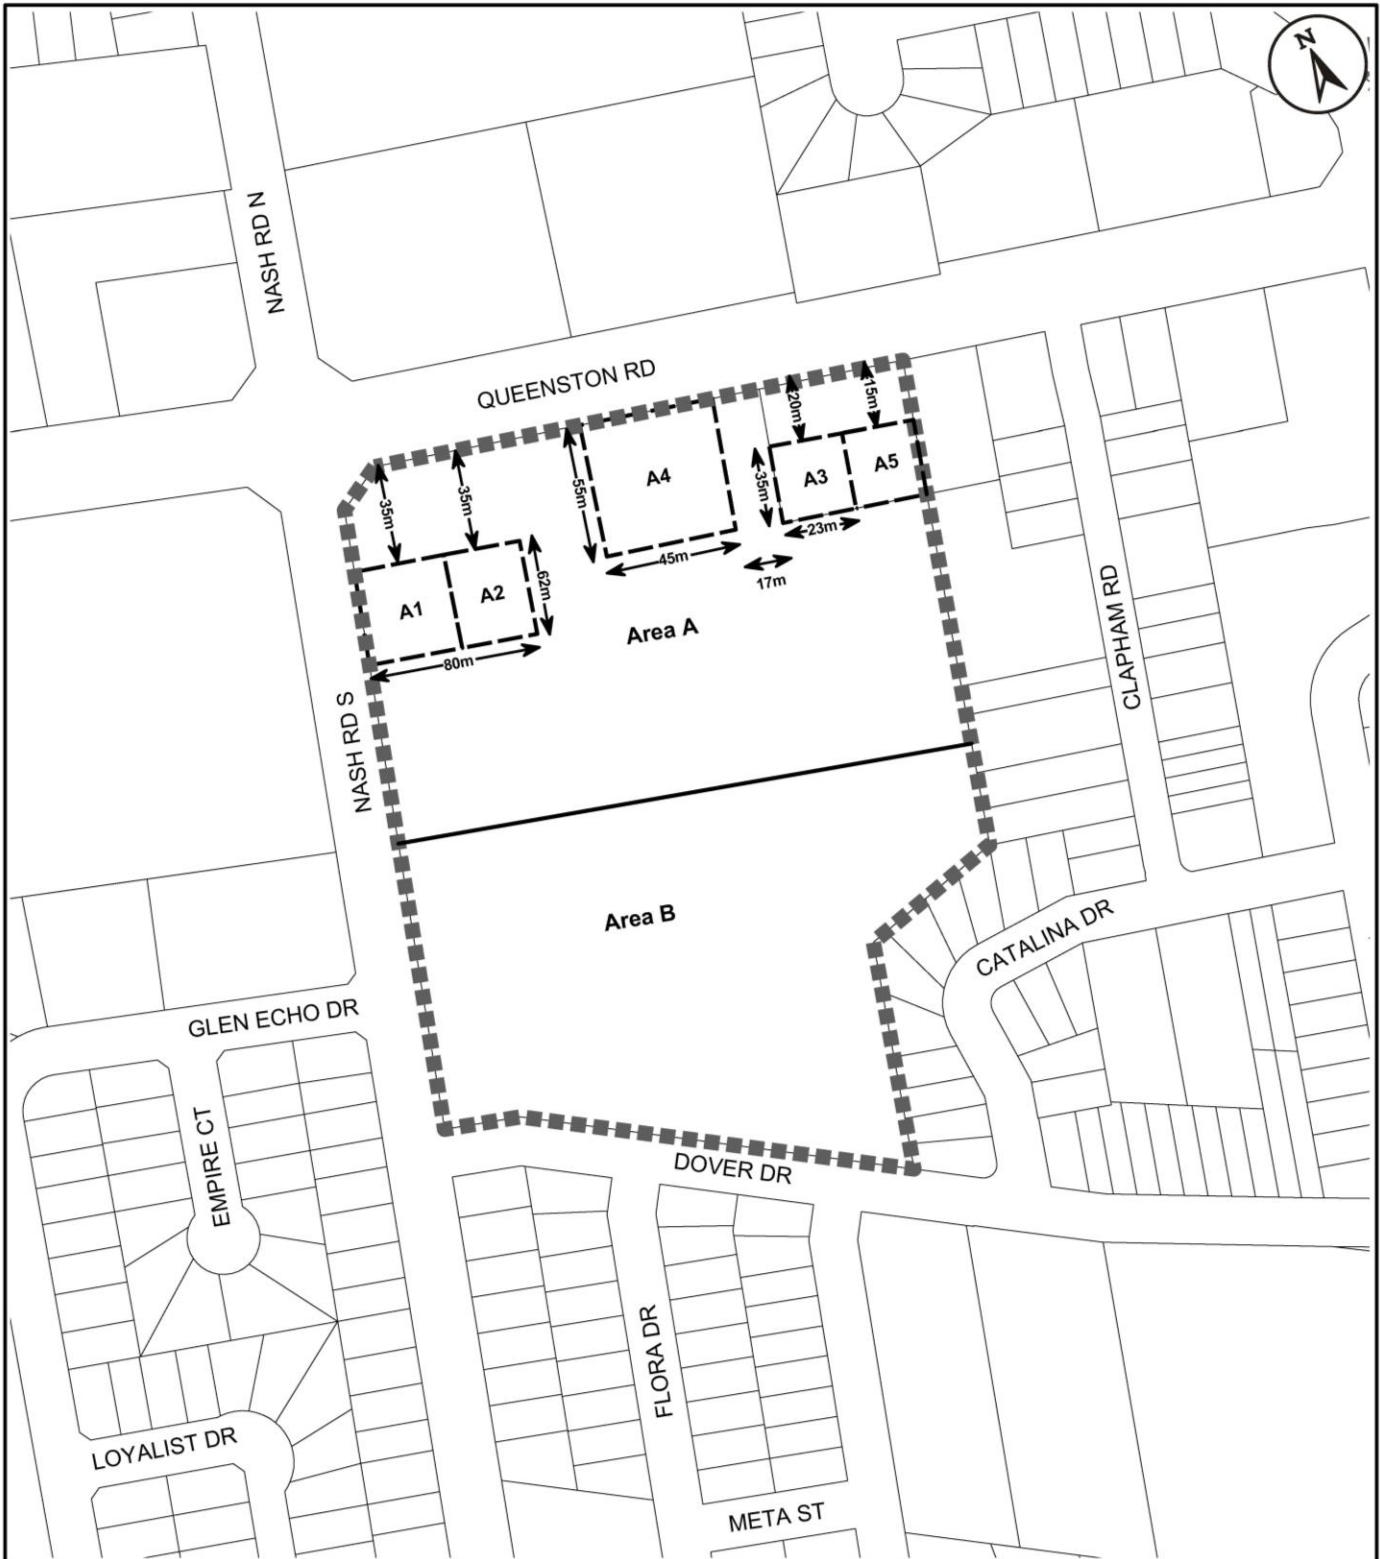 N
NASH RD N
QUEENSTON RD
20m
15m
A4
A5
A3
35m
35m
55m
35m
23m
45m
17m
62m
A2
A1
Area A
80m
CLAPHAM RD
NASH RD S
Area B
CATALINA DR
GLEN ECHO DR
EMPIRE CT
DOVER DR
FLORA DR
LOYALIST DR
META ST